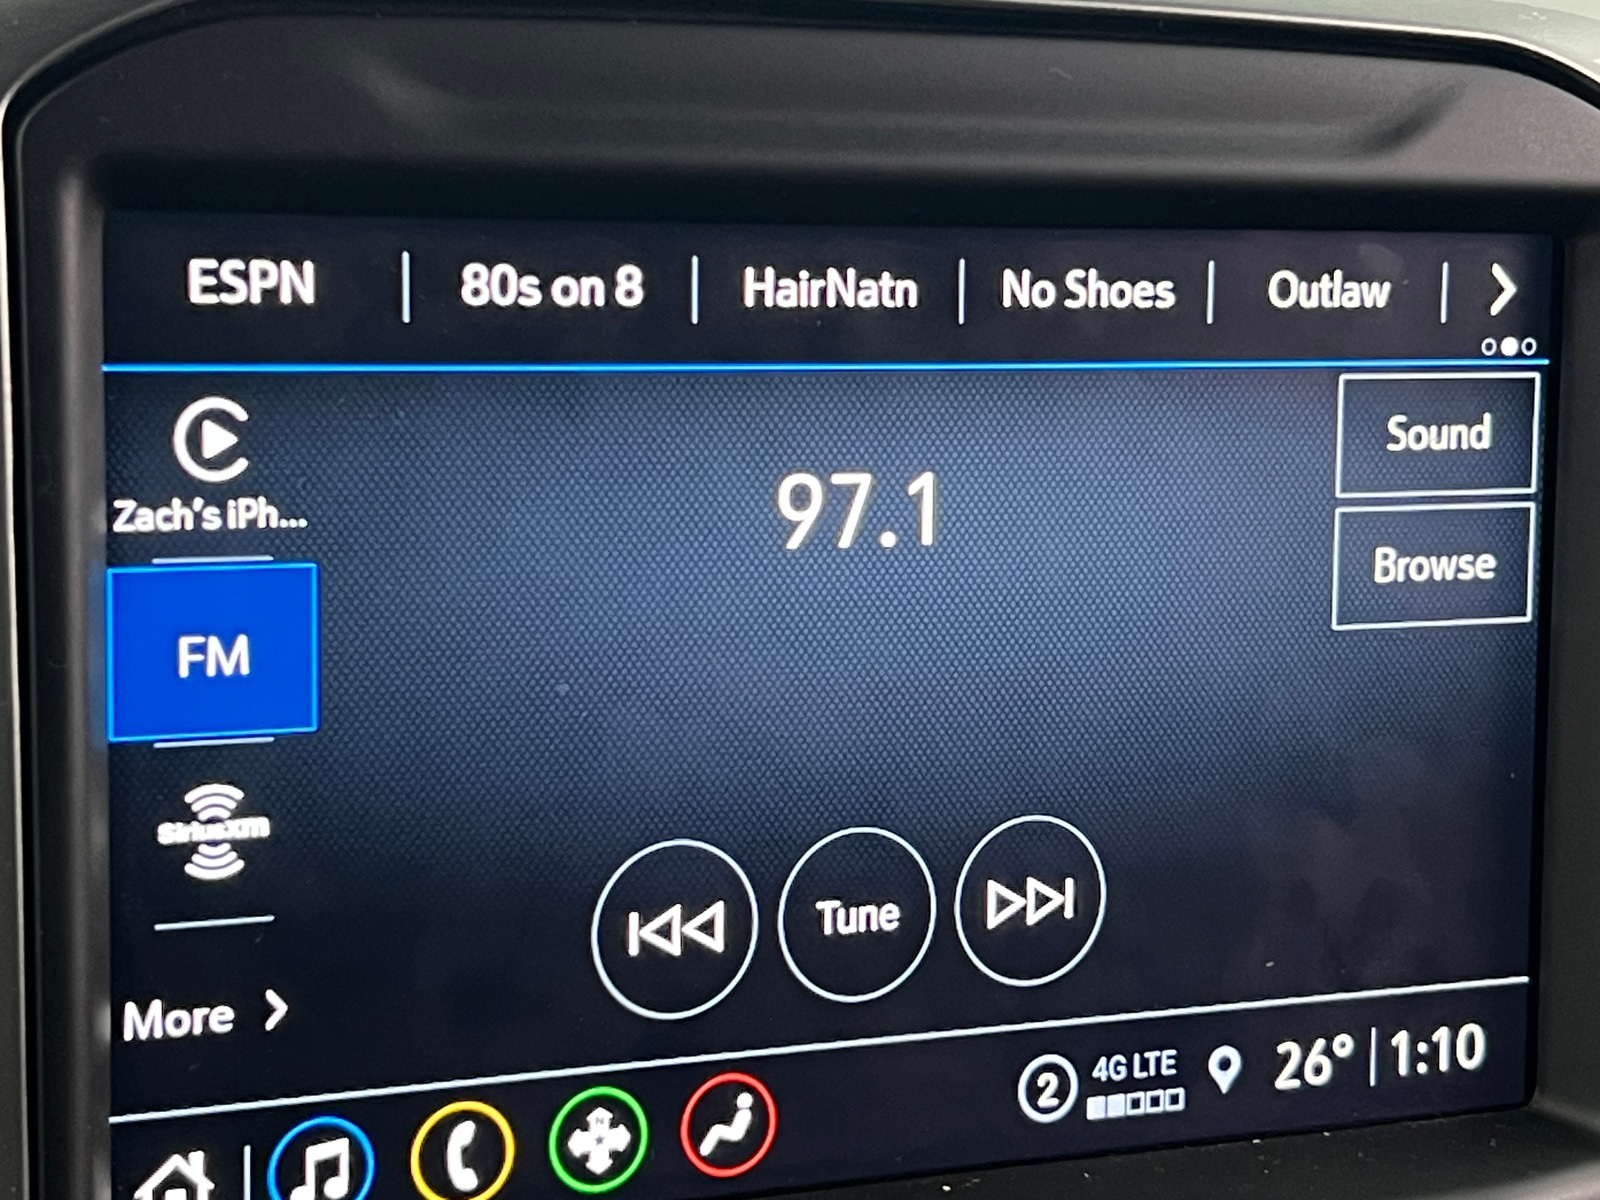 ESPN
80s on 8
HairNatn
No Shoes
Outlaw
Sound
97.1
Zach's iPh...
Browse
FM
siriusxm
Tune
More
2
4G LTE
26° 1:10
N